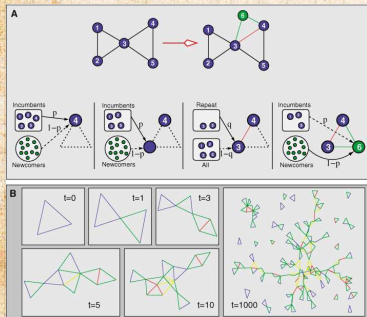 A
1
2
3
4
5
1
2
3
4
5
6
Incumbents
p
4
1-p
Newcomers
Incumbents
p
1-p
Newcomers
Repeat
q
4
3
1-q
All
Incumbents
p
4
3
6
1-p
Newcomers
B
t=0
t=1
t=3
t=5
t=10
t=1000